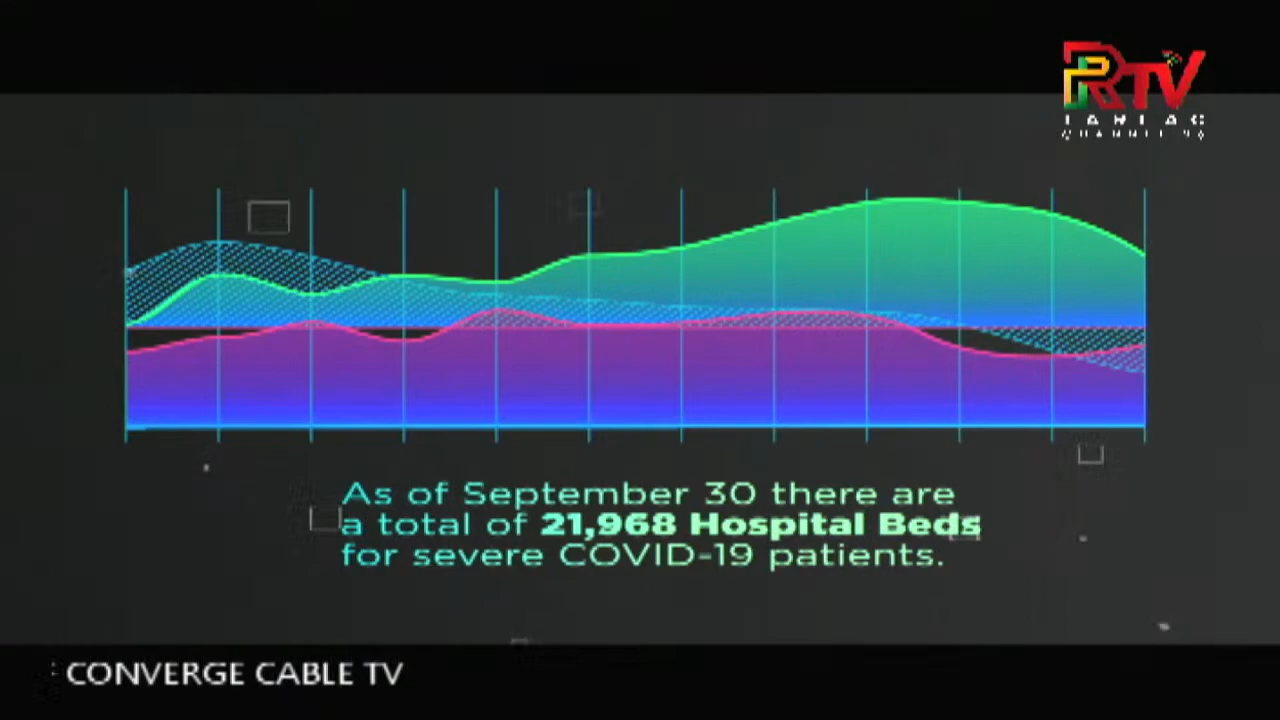 RTV
TARLAC
As of September 30 there are
a total of 21,968 Hospital Beds
for severe COVID-19 patients.
CONVERGE CABLE TV